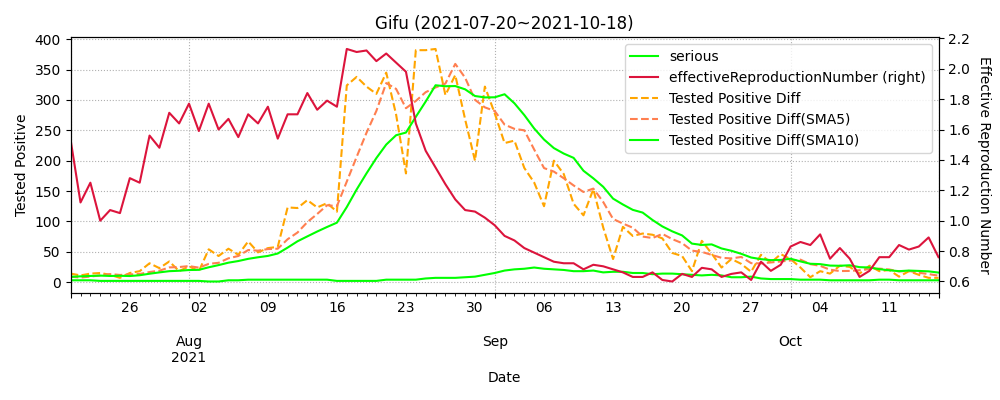 Gifu (2021-07-20~2021-10-18)
400
350
300
250
200
150
100
50
0
Tested Positive
2.2
2.0
1.8
1.6
1.4
1.2
1.0
0.8
0.6
Effective Reproduction Number
serious
effectiveReproductionNumber (right)
Tested Positive Diff
Tested Positive Diff(SMA5)
Tested Positive Diff(SMA10)
26 02 09 16 23 30 06 13 20 27 04 11
Aug Sep Oct
2021
Date